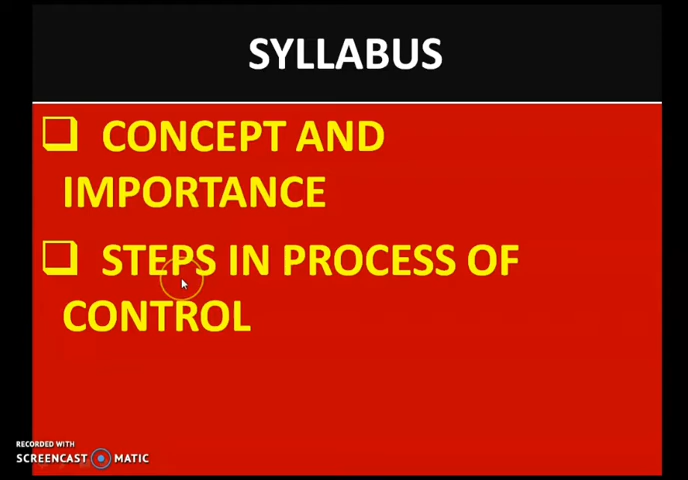 SYLLABUS
❑ CONCEPT AND
IMPORTANCE
❑ STEPS IN PROCESS OF
CONTROL
RECORDED WITH
SCREENCAST MATIC